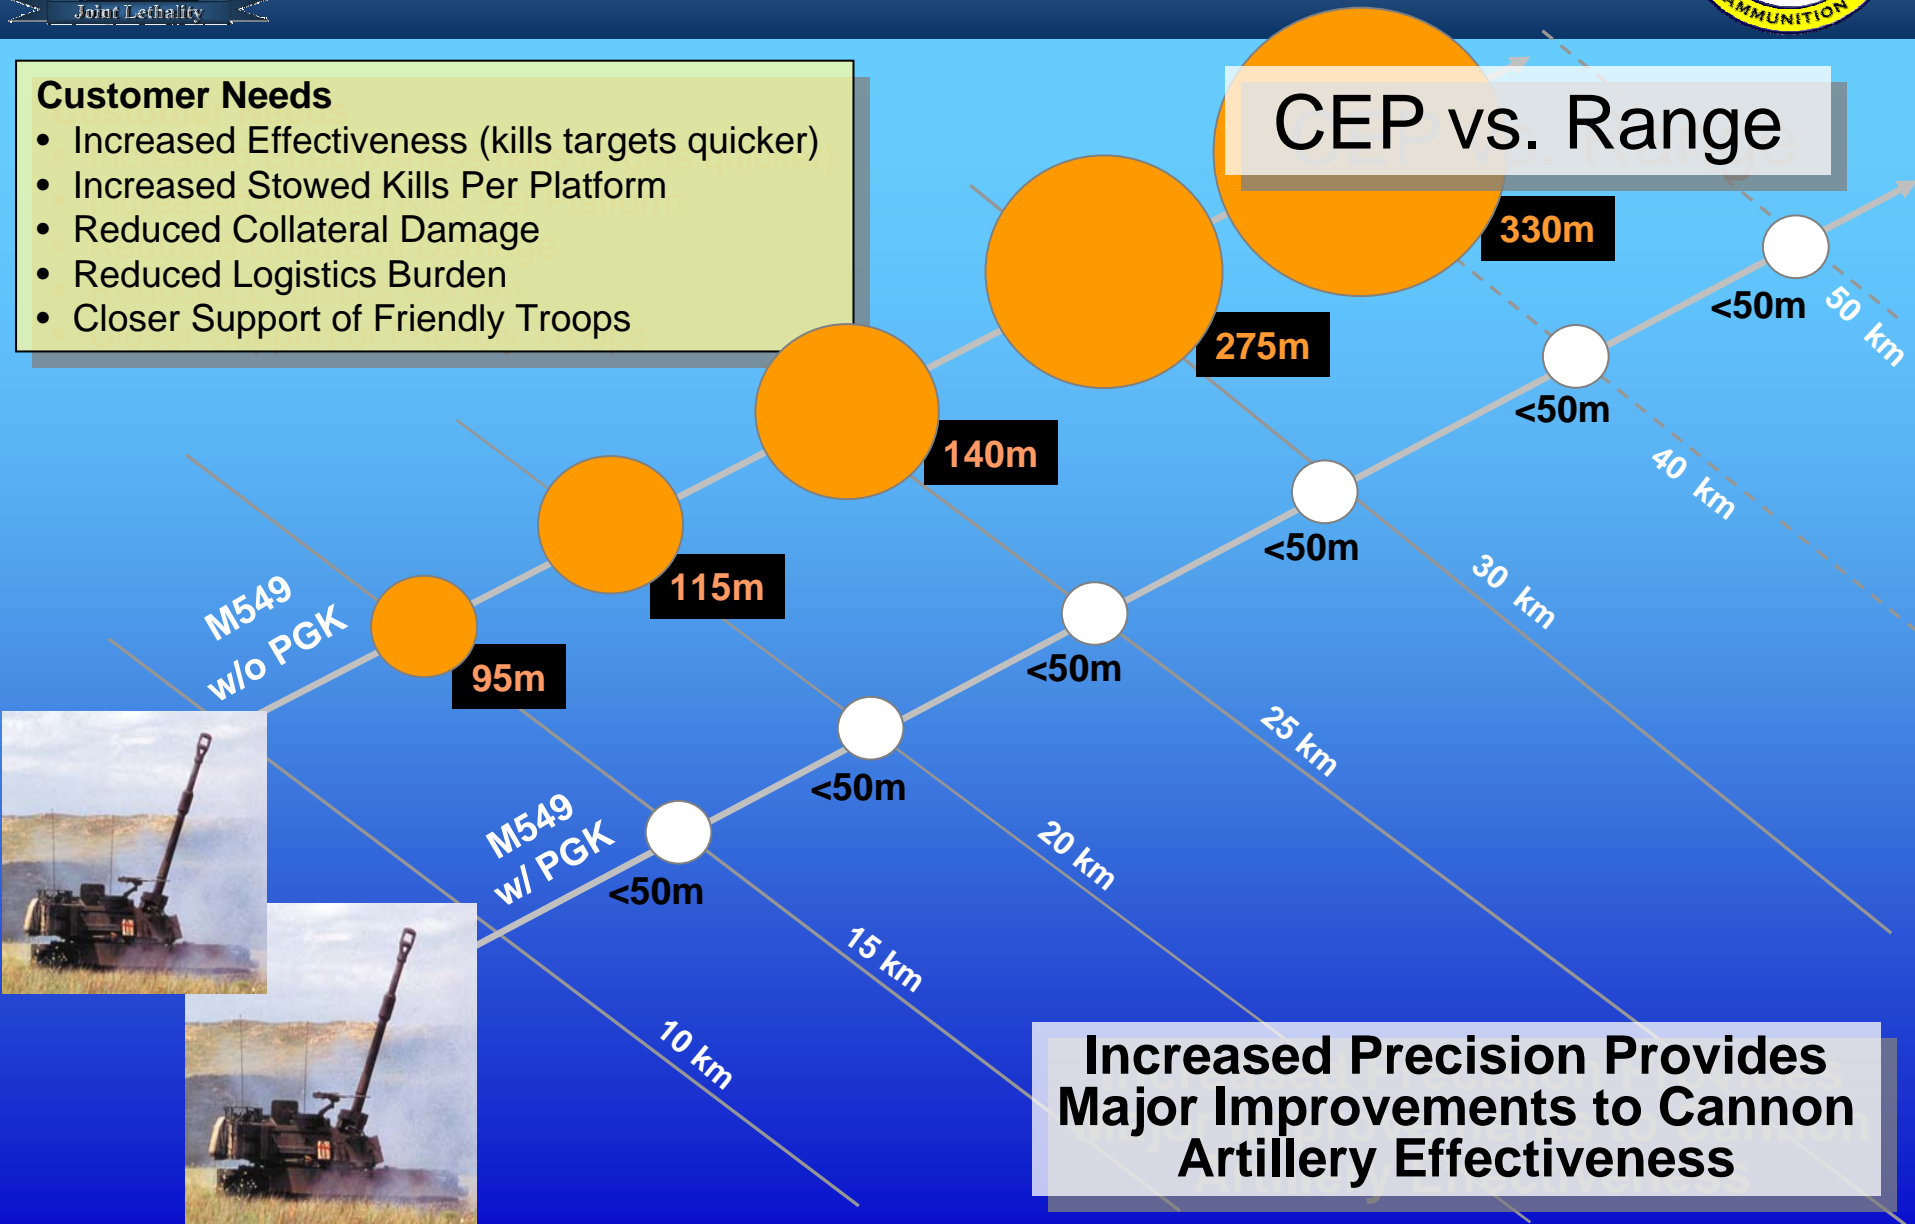 Joint Lethality
AMMUNITION
CEP vs. Range
Customer Needs
• Increased Effectiveness (kills targets quicker)
• Increased Stowed Kills Per Platform
• Reduced Collateral Damage
• Reduced Logistics Burden
• Closer Support of Friendly Troops
330m
275m
140m
115m
95m
M549
w/o PGK
<50m
<50m
<50m
<50m
<50m
<50m
M549
w/ PGK
50 km
40 km
30 km
25 km
20 km
15 km
10 km
Increased Precision Provides
Major Improvements to Cannon
Artillery Effectiveness